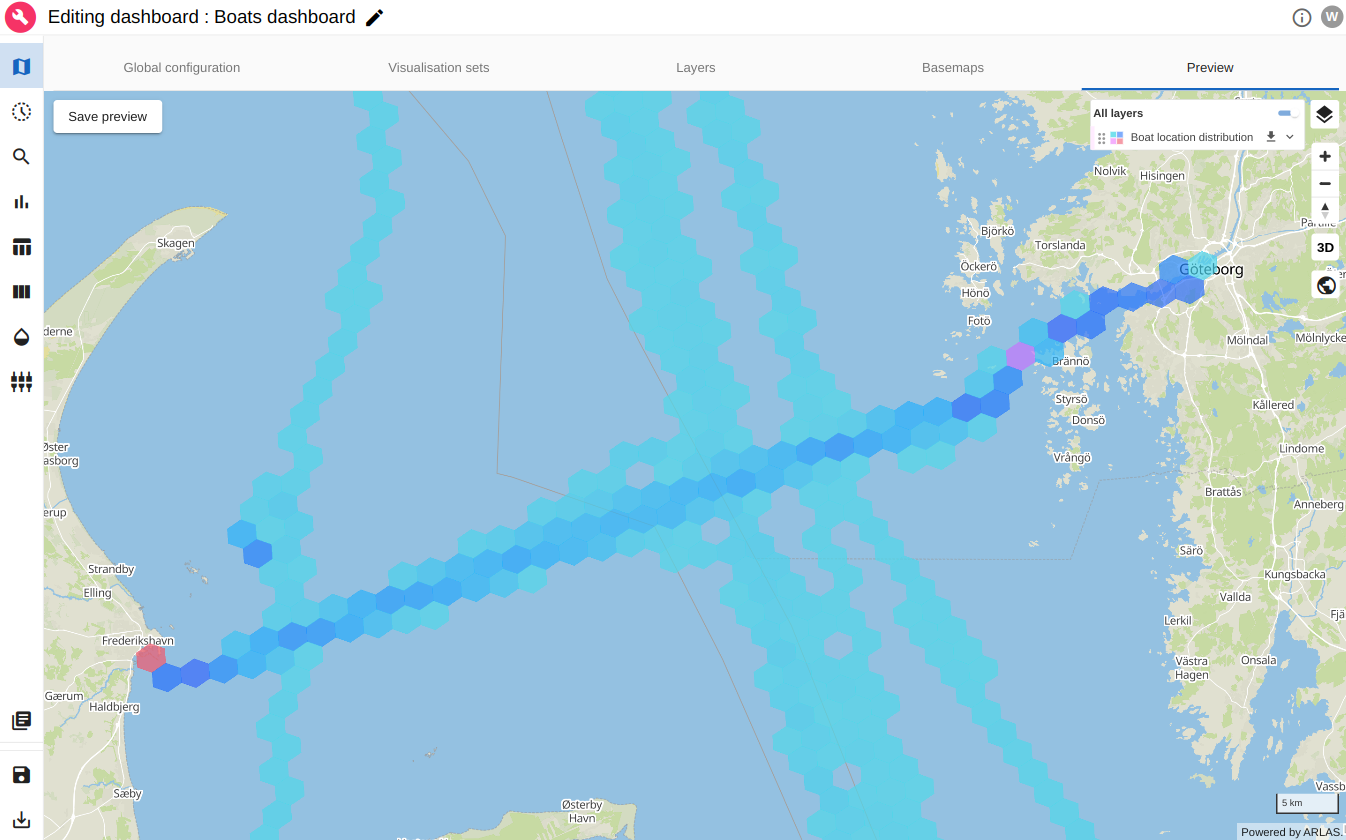 Editing dashboard : Boats dashboard
W
Global configuration
Visualisation sets
Layers
Basemaps
Preview
Save preview
All layers
Boat location distribution
Nolvik
Hisingen
Björkö
Torslanda
Skagen
Öckerö
Göteborg
3D
Hönö
Fotö
derne
Mölndal
Mölnlycke
Brännö
Styrsö
Kållered
Donsö
Øster
asborg
Lindome
Vrångö
Brattås
Anneberg
erup
Särö
Strandby
Kungsbacka
Elling
Vallda
Fjä
Lerkil
Frederikshavn
Västra
Hagen
Onsala
Gærum
Haldbjerg
Vassb
Sæby
Østerby
Havn
5 km
Powered by ARLAS.